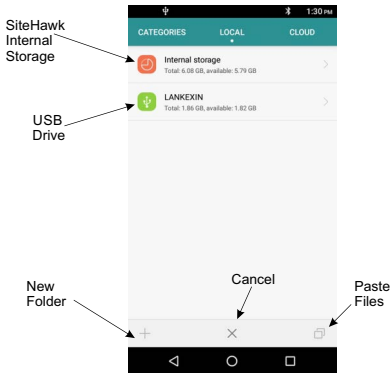 1:30 PM
SiteHawk
Internal
Storage
CATEGORIES LOCAL CLOUD
Internal storage
Total: 6.08 GB, available: 5.79 GB
USB
Drive
LANKEXIN
Total: 1.86 GB, available: 1.82 GB
New
Folder
Cancel
Paste
Files